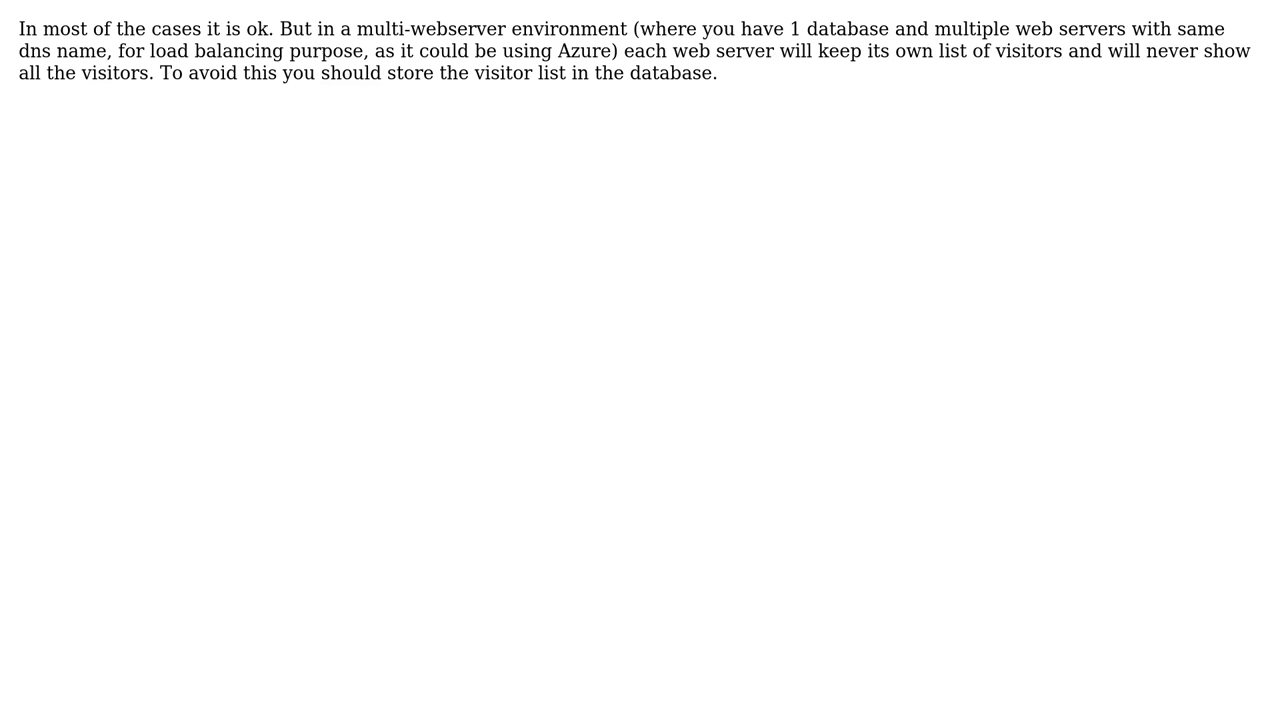 In most of the cases it is ok. But in a multi-webserver environment (where you have 1 database and multiple web servers with same
dns name, for load balancing purpose, as it could be using Azure) each web server will keep its own list of visitors and will never show
all the visitors. To avoid this you should store the visitor list in the database.